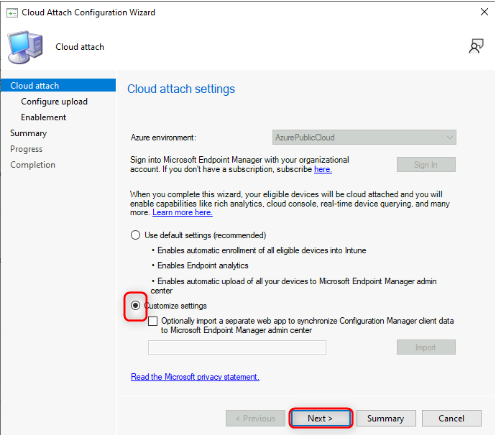 Cloud Attach Configuration Wizard
Cloud attach
Cloud attach
Configure upload
Enablement
Summary
Progress
Completion
Cloud attach settings
Azure environment:
AzurePublicCloud
Sign into Microsoft Endpoint Manager with your organizational
account. If you don't have a subscription, subscribe here.
Sign In
When you complete this wizard, your eligible devices will be cloud attached and you will
enable capabilities like rich analytics, cloud console, real-time device querying, and many
more. Learn more here.
Use default settings (recommended)
• Enables automatic enrollment of all eligible devices into Intune
• Enables Endpoint analytics
• Enables automatic upload of all your devices to Microsoft Endpoint Manager admin
center
Customize settings
Optionally import a separate web app to synchronize Configuration Manager client data
to Microsoft Endpoint Manager admin center
Import
Read the Microsoft privacy statement.
< Previous
Next >
Summary
Cancel